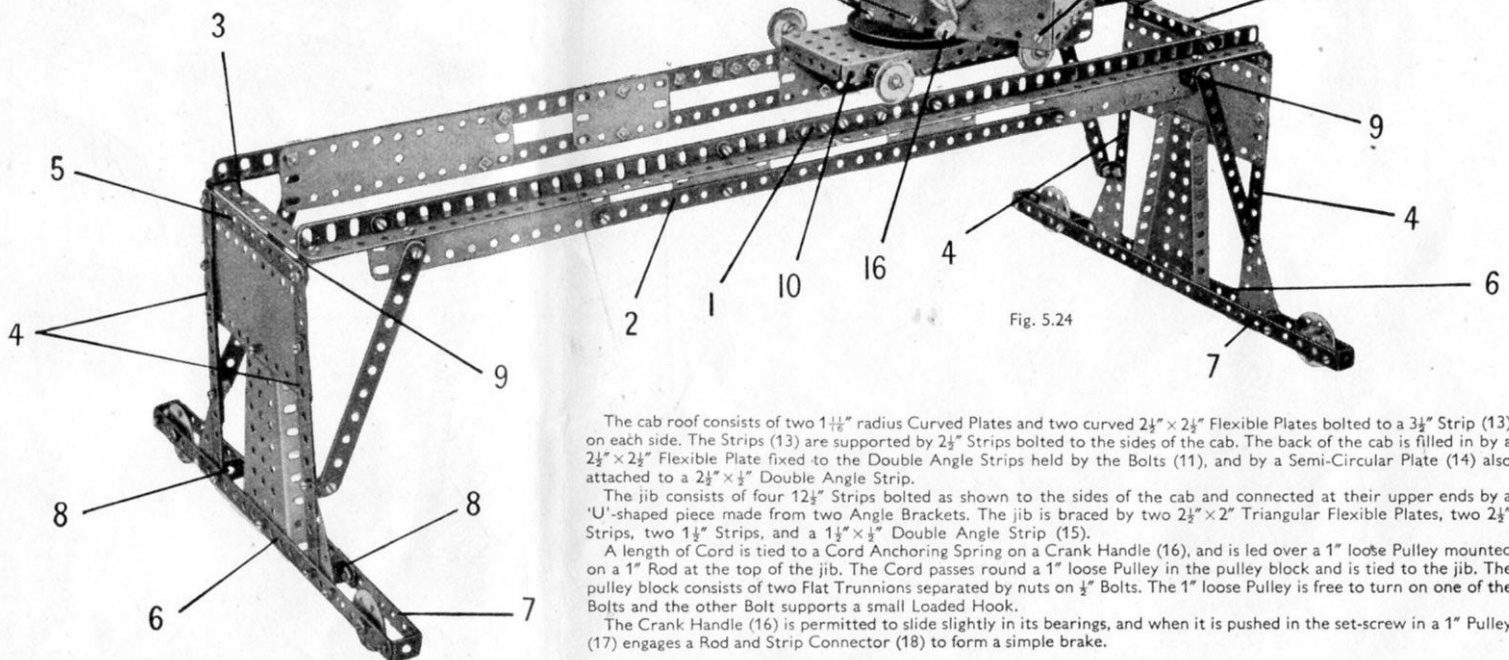 3
5
9
4
4
4
6
16
10
1
2
Fig. 5.24
7
9
4
8
8
6
7
The cab roof consists of two 1 11/16″ radius Curved Plates and two curved 2½″ × 2½″ Flexible Plates bolted to a 3½″ Strip (13)
on each side. The Strips (13) are supported by 2½″ Strips bolted to the sides of the cab. The back of the cab is filled in by a
2½″ × 2½″ Flexible Plate fixed to the Double Angle Strips held by the Bolts (11), and by a Semi-Circular Plate (14) also
attached to a 2½″ × ½″ Double Angle Strip.
The jib consists of four 12½″ Strips bolted as shown to the sides of the cab and connected at their upper ends by a
'U'-shaped piece made from two Angle Brackets. The jib is braced by two 2½″ × 2″ Triangular Flexible Plates, two 2½″
Strips, two 1½″ Strips, and a 1½″ × ½″ Double Angle Strip (15).
A length of Cord is tied to a Cord Anchoring Spring on a Crank Handle (16), and is led over a 1″ loose Pulley mounted
on a 1″ Rod at the top of the jib. The Cord passes round a 1″ loose Pulley in the pulley block and is tied to the jib. The
pulley block consists of two Flat Trunnions separated by nuts on ½″ Bolts. The 1″ loose Pulley is free to turn on one of the
Bolts and the other Bolt supports a small Loaded Hook.
The Crank Handle (16) is permitted to slide slightly in its bearings, and when it is pushed in the set-screw in a 1″ Pulley
(17) engages a Rod and Strip Connector (18) to form a simple brake.